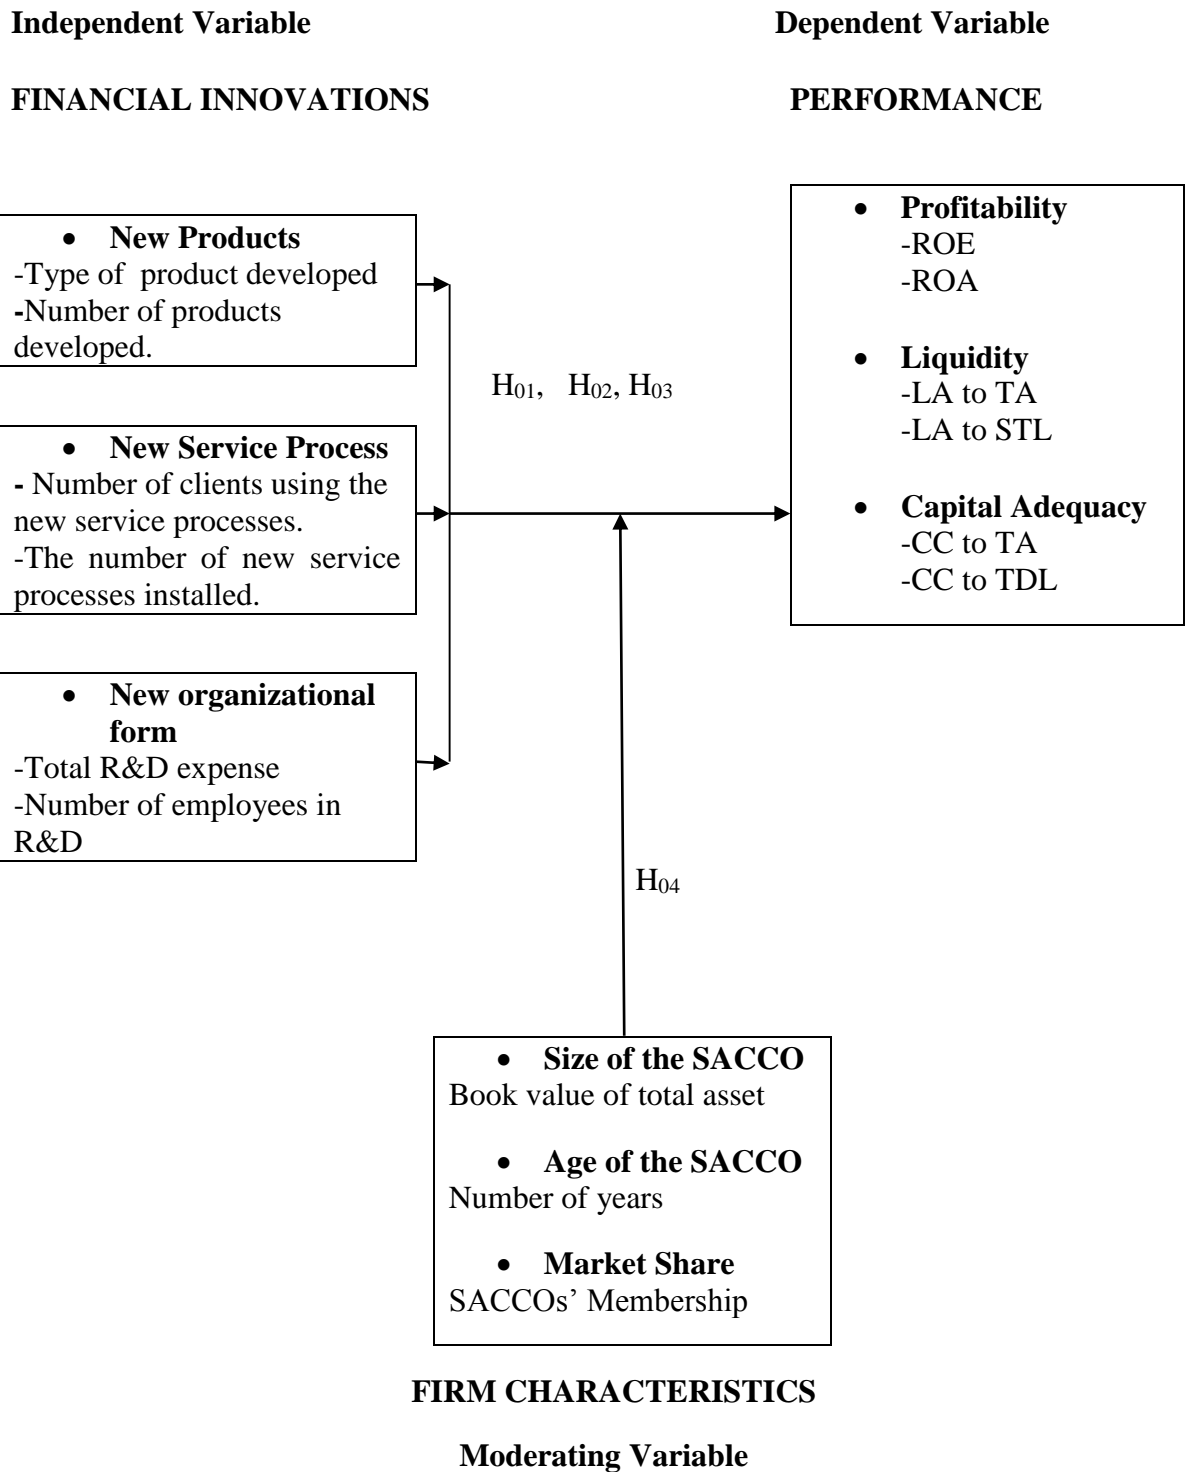 Independent Variable
Dependent Variable
FINANCIAL INNOVATIONS
PERFORMANCE
• New Products
-Type of product developed
-Number of products
developed.
• New Service Process
- Number of clients using the
new service processes.
-The number of new service
processes installed.
• New organizational
form
-Total R&D expense
-Number of employees in
R&D
H01, H02, H03
• Profitability
-ROE
-ROA
• Liquidity
-LA to TA
-LA to STL
• Capital Adequacy
-CC to TA
-CC to TDL
H04
• Size of the SACCO
Book value of total asset
• Age of the SACCO
Number of years
• Market Share
SACCOs’ Membership
FIRM CHARACTERISTICS
Moderating Variable